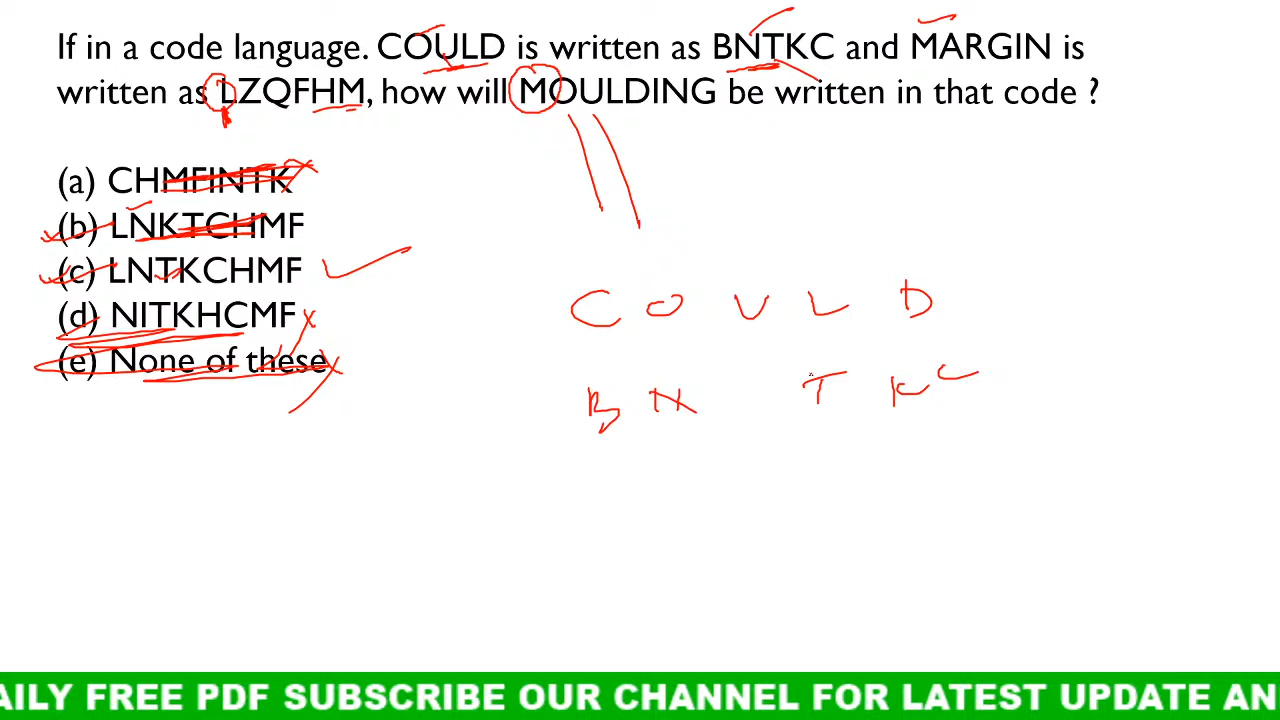 If in a code language. COULD is written as BNTKC and MARGIN is
written as LZQFHM, how will MOULDING be written in that code ?
(a) CHMFINTK
(b) LNKTCHMF
(c) LNTKCHMF
(d) NITKHCMF
(e) None of these
C O U L D
B N T K C
AILY FREE PDF SUBSCRIBE OUR CHANNEL FOR LATEST UPDATE AN